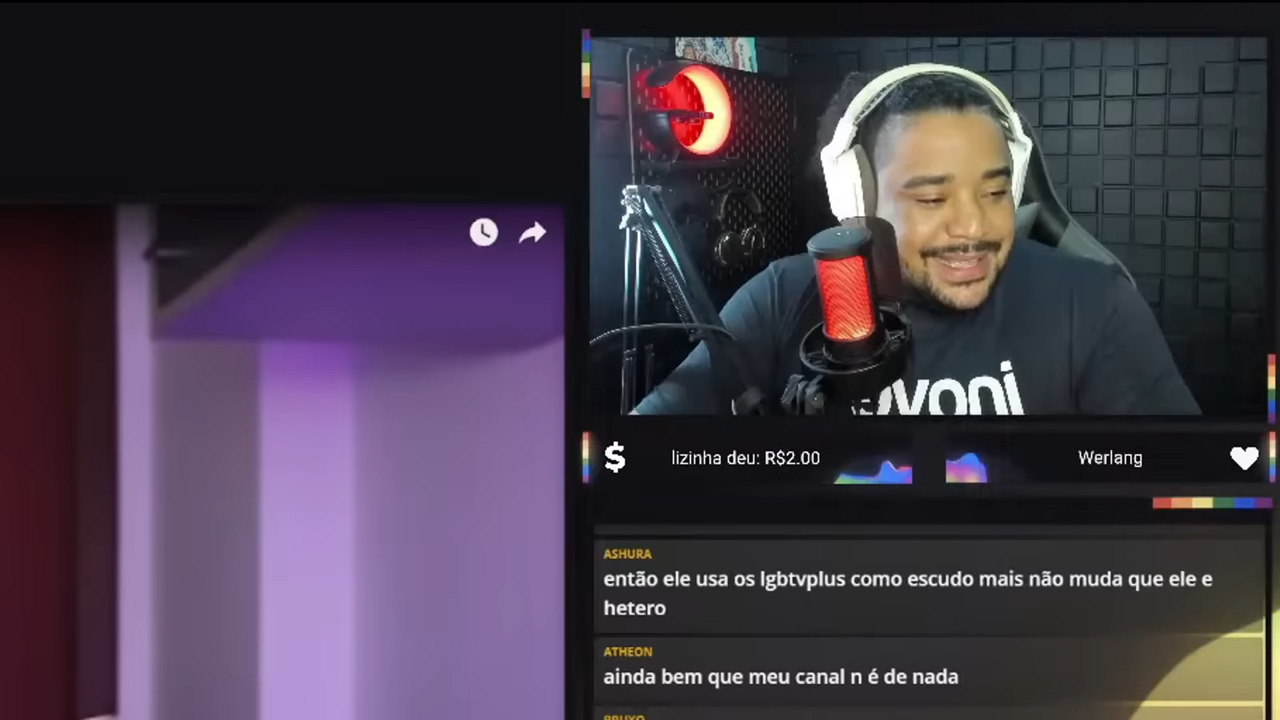 lizinha deu: R$2.00
Werlang
ASHURA
então ele usa os lgbtvplus como escudo mais não muda que ele e
hetero
ATHEON
ainda bem que meu canal n é de nada
BRUXO